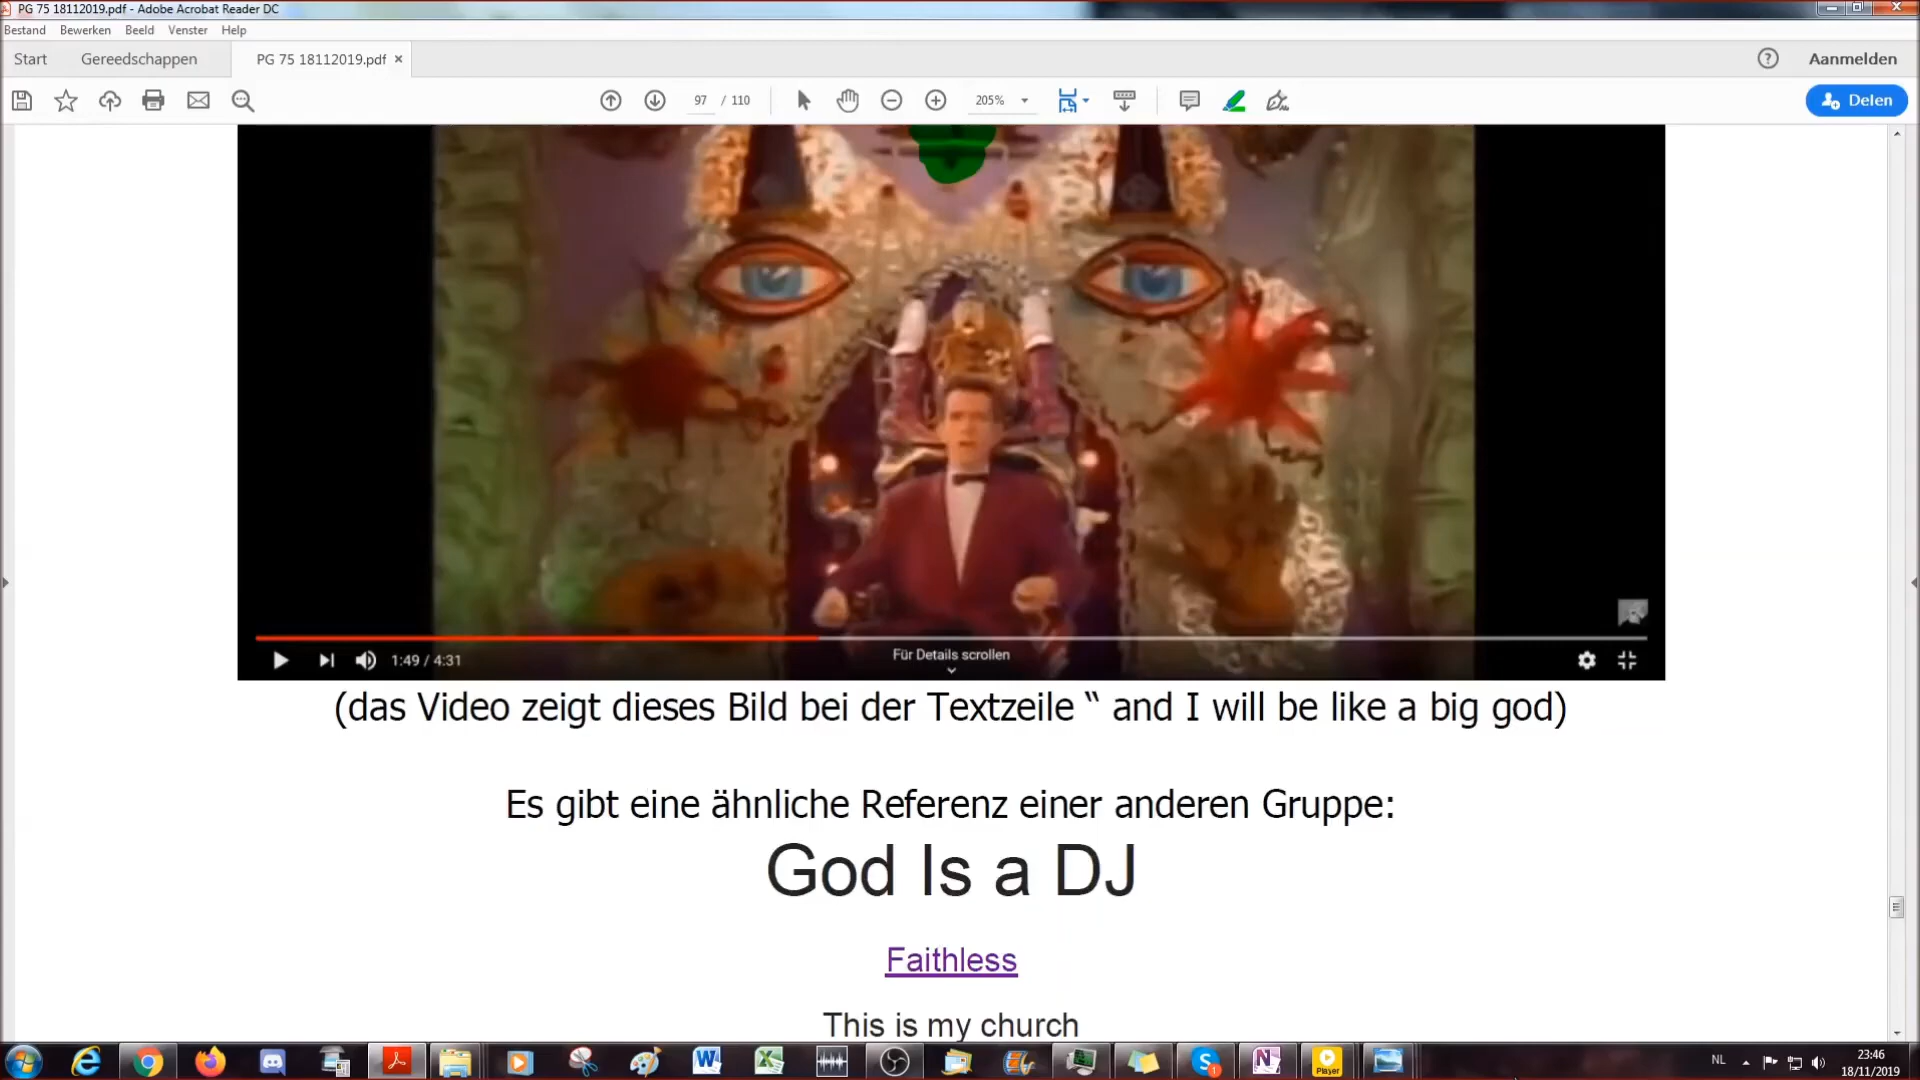 PG 75 18112019.pdf - Adobe Acrobat Reader DC
Bestand Bewerken Beeld Venster Help
Start Gereedschappen PG 75 18112019.pdf × ? Aanmelden
97 / 110 205% Delen
1:49 / 4:31 Für Details scrollen
(das Video zeigt dieses Bild bei der Textzeile “ and I will be like a big god)
Es gibt eine ähnliche Referenz einer anderen Gruppe:
God Is a DJ
Faithless
This is my church
Player
1
NL
23:46
18/11/2019